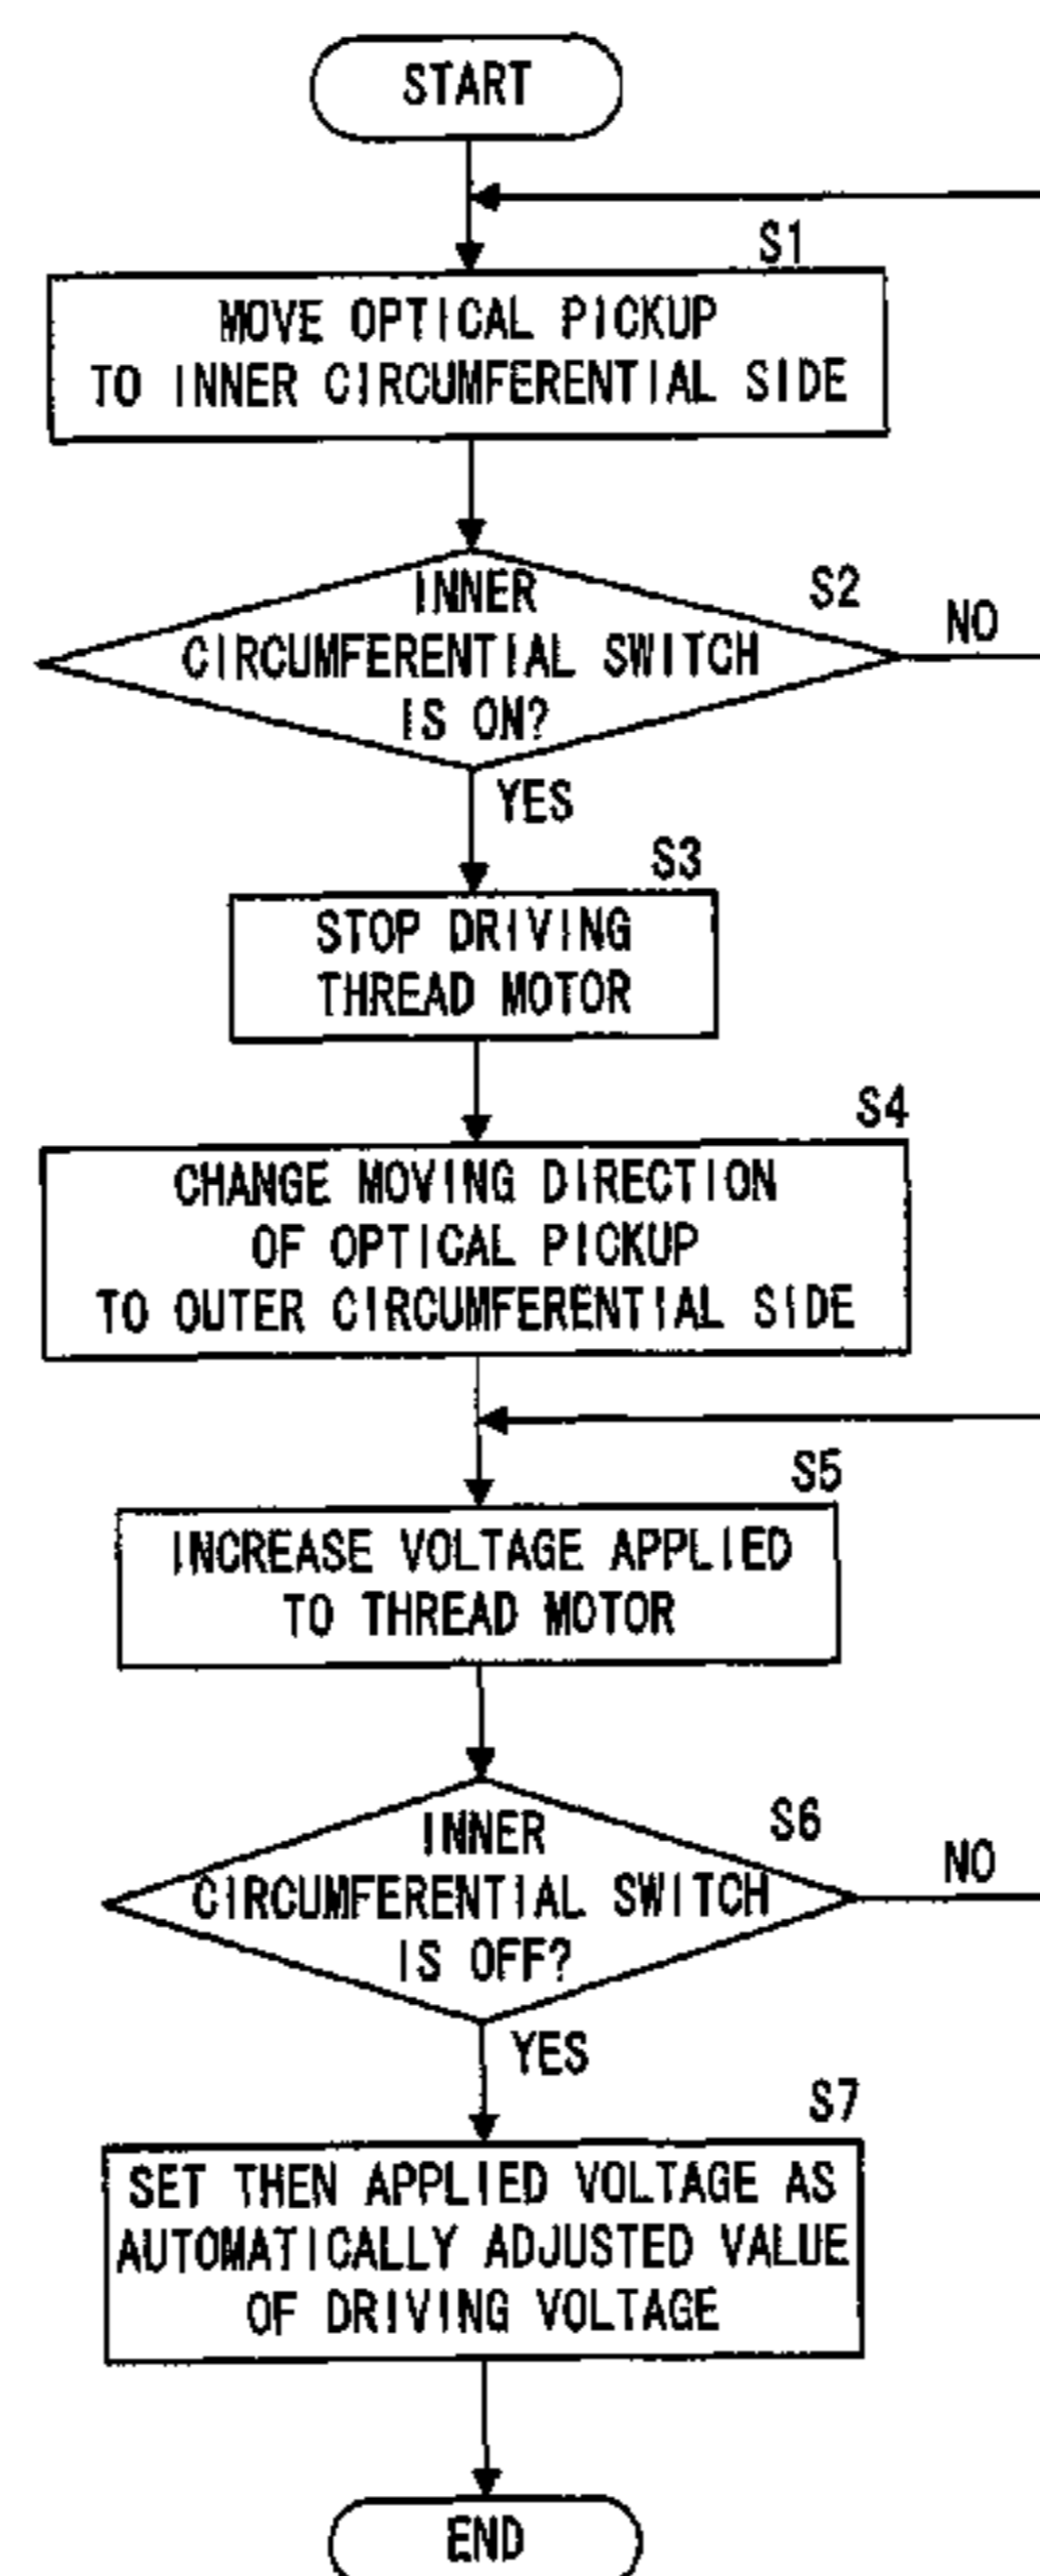 START
S1
MOVE OPTICAL PICKUP
TO INNER CIRCUMFERENTIAL SIDE
S2
INNER
CIRCUMFERENTIAL SWITCH
IS ON?
NO
YES
S3
STOP DRIVING
THREAD MOTOR
S4
CHANGE MOVING DIRECTION
OF OPTICAL PICKUP
TO OUTER CIRCUMFERENTIAL SIDE
S5
INCREASE VOLTAGE APPLIED
TO THREAD MOTOR
S6
INNER
CIRCUMFERENTIAL SWITCH
IS OFF?
NO
YES
S7
SET THEN APPLIED VOLTAGE AS
AUTOMATICALLY ADJUSTED VALUE
OF DRIVING VOLTAGE
END